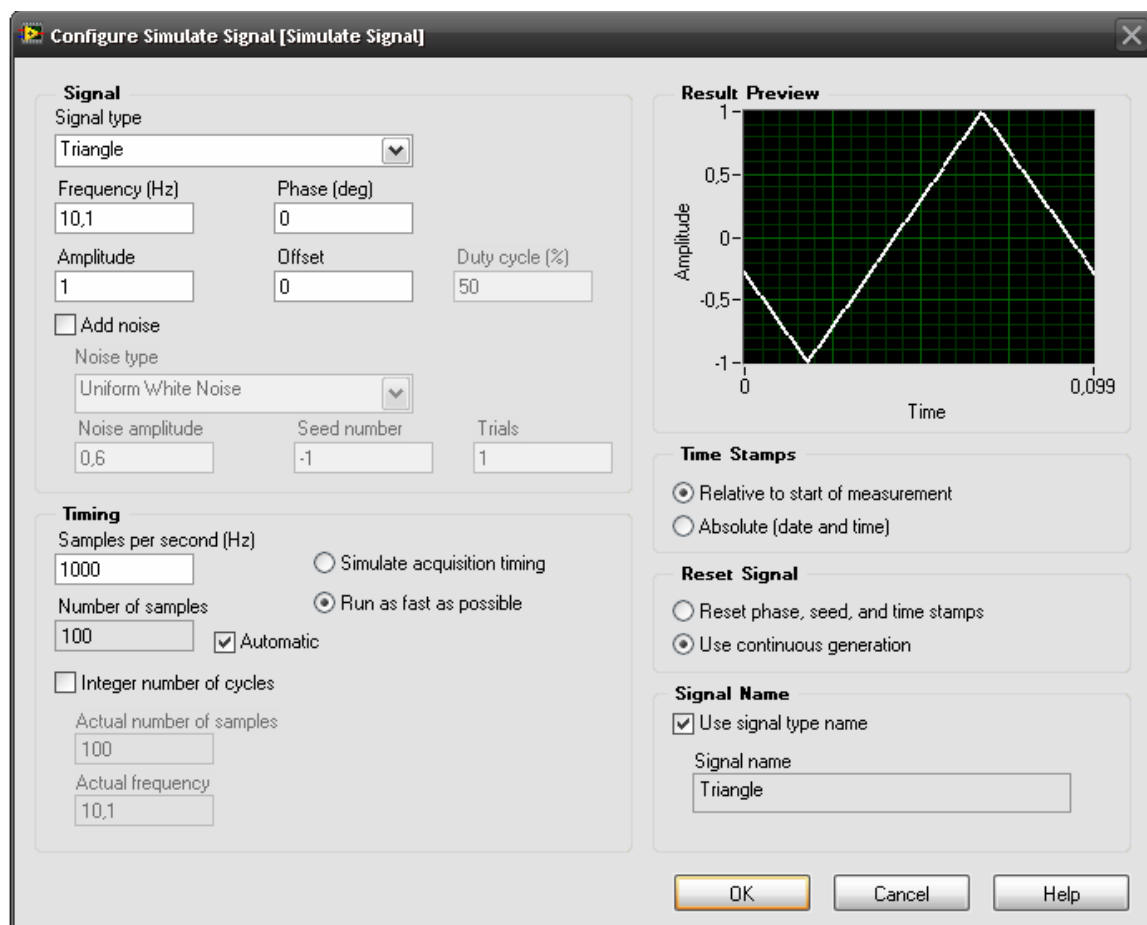 Configure Simulate Signal [Simulate Signal]
Signal
Signal type
Triangle
Frequency (Hz)
Phase (deg)
10,1
0
Amplitude
Offset
Duty cycle (%)
1
0
50
Add noise
Noise type
Uniform White Noise
Noise amplitude
Seed number
Trials
0,6
-1
1
Timing
Samples per second (Hz)
1000
Simulate acquisition timing
Run as fast as possible
Number of samples
100
Automatic
Integer number of cycles
Actual number of samples
100
Actual frequency
10,1
Result Preview
1
0,5
0
-0,5
-1
Amplitude
0
0,099
Time
Time Stamps
Relative to start of measurement
Absolute (date and time)
Reset Signal
Reset phase, seed, and time stamps
Use continuous generation
Signal Name
Use signal type name
Signal name
Triangle
OK
Cancel
Help